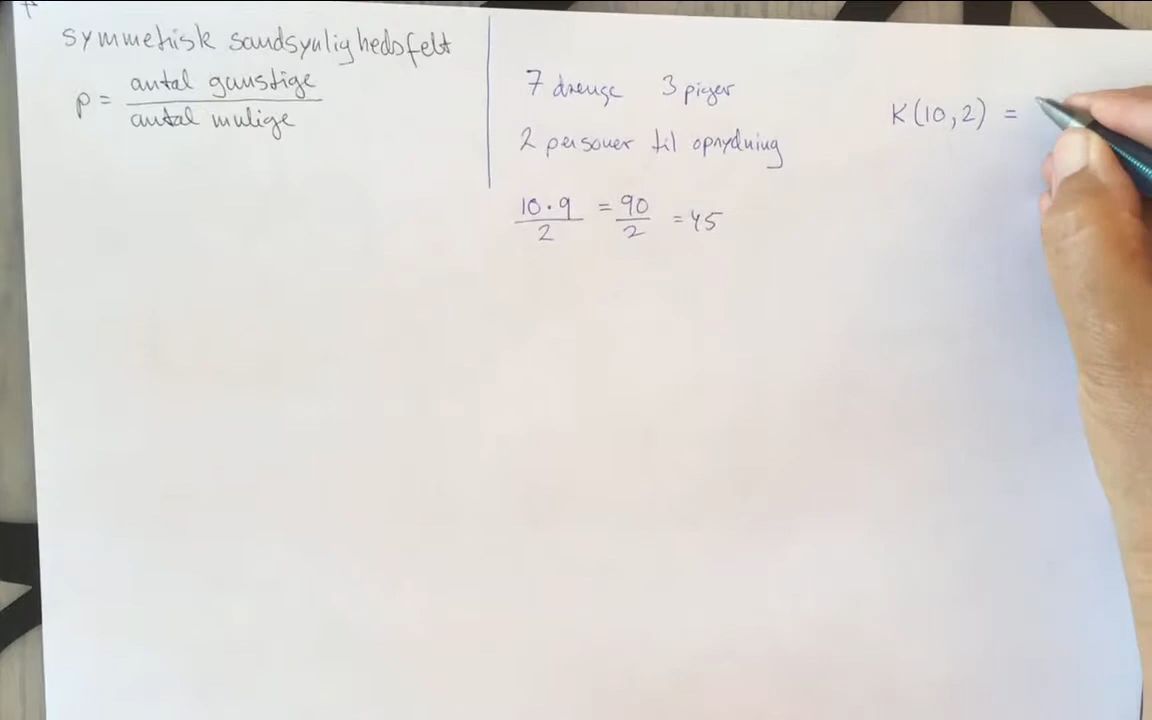 symmetrisk sandsynlighedsfelt
p = antal gunstige / antal mulige
7 drenge 3 piger
2 personer til oprydning
10·9 / 2 = 90 / 2 = 45
K(10,2) =